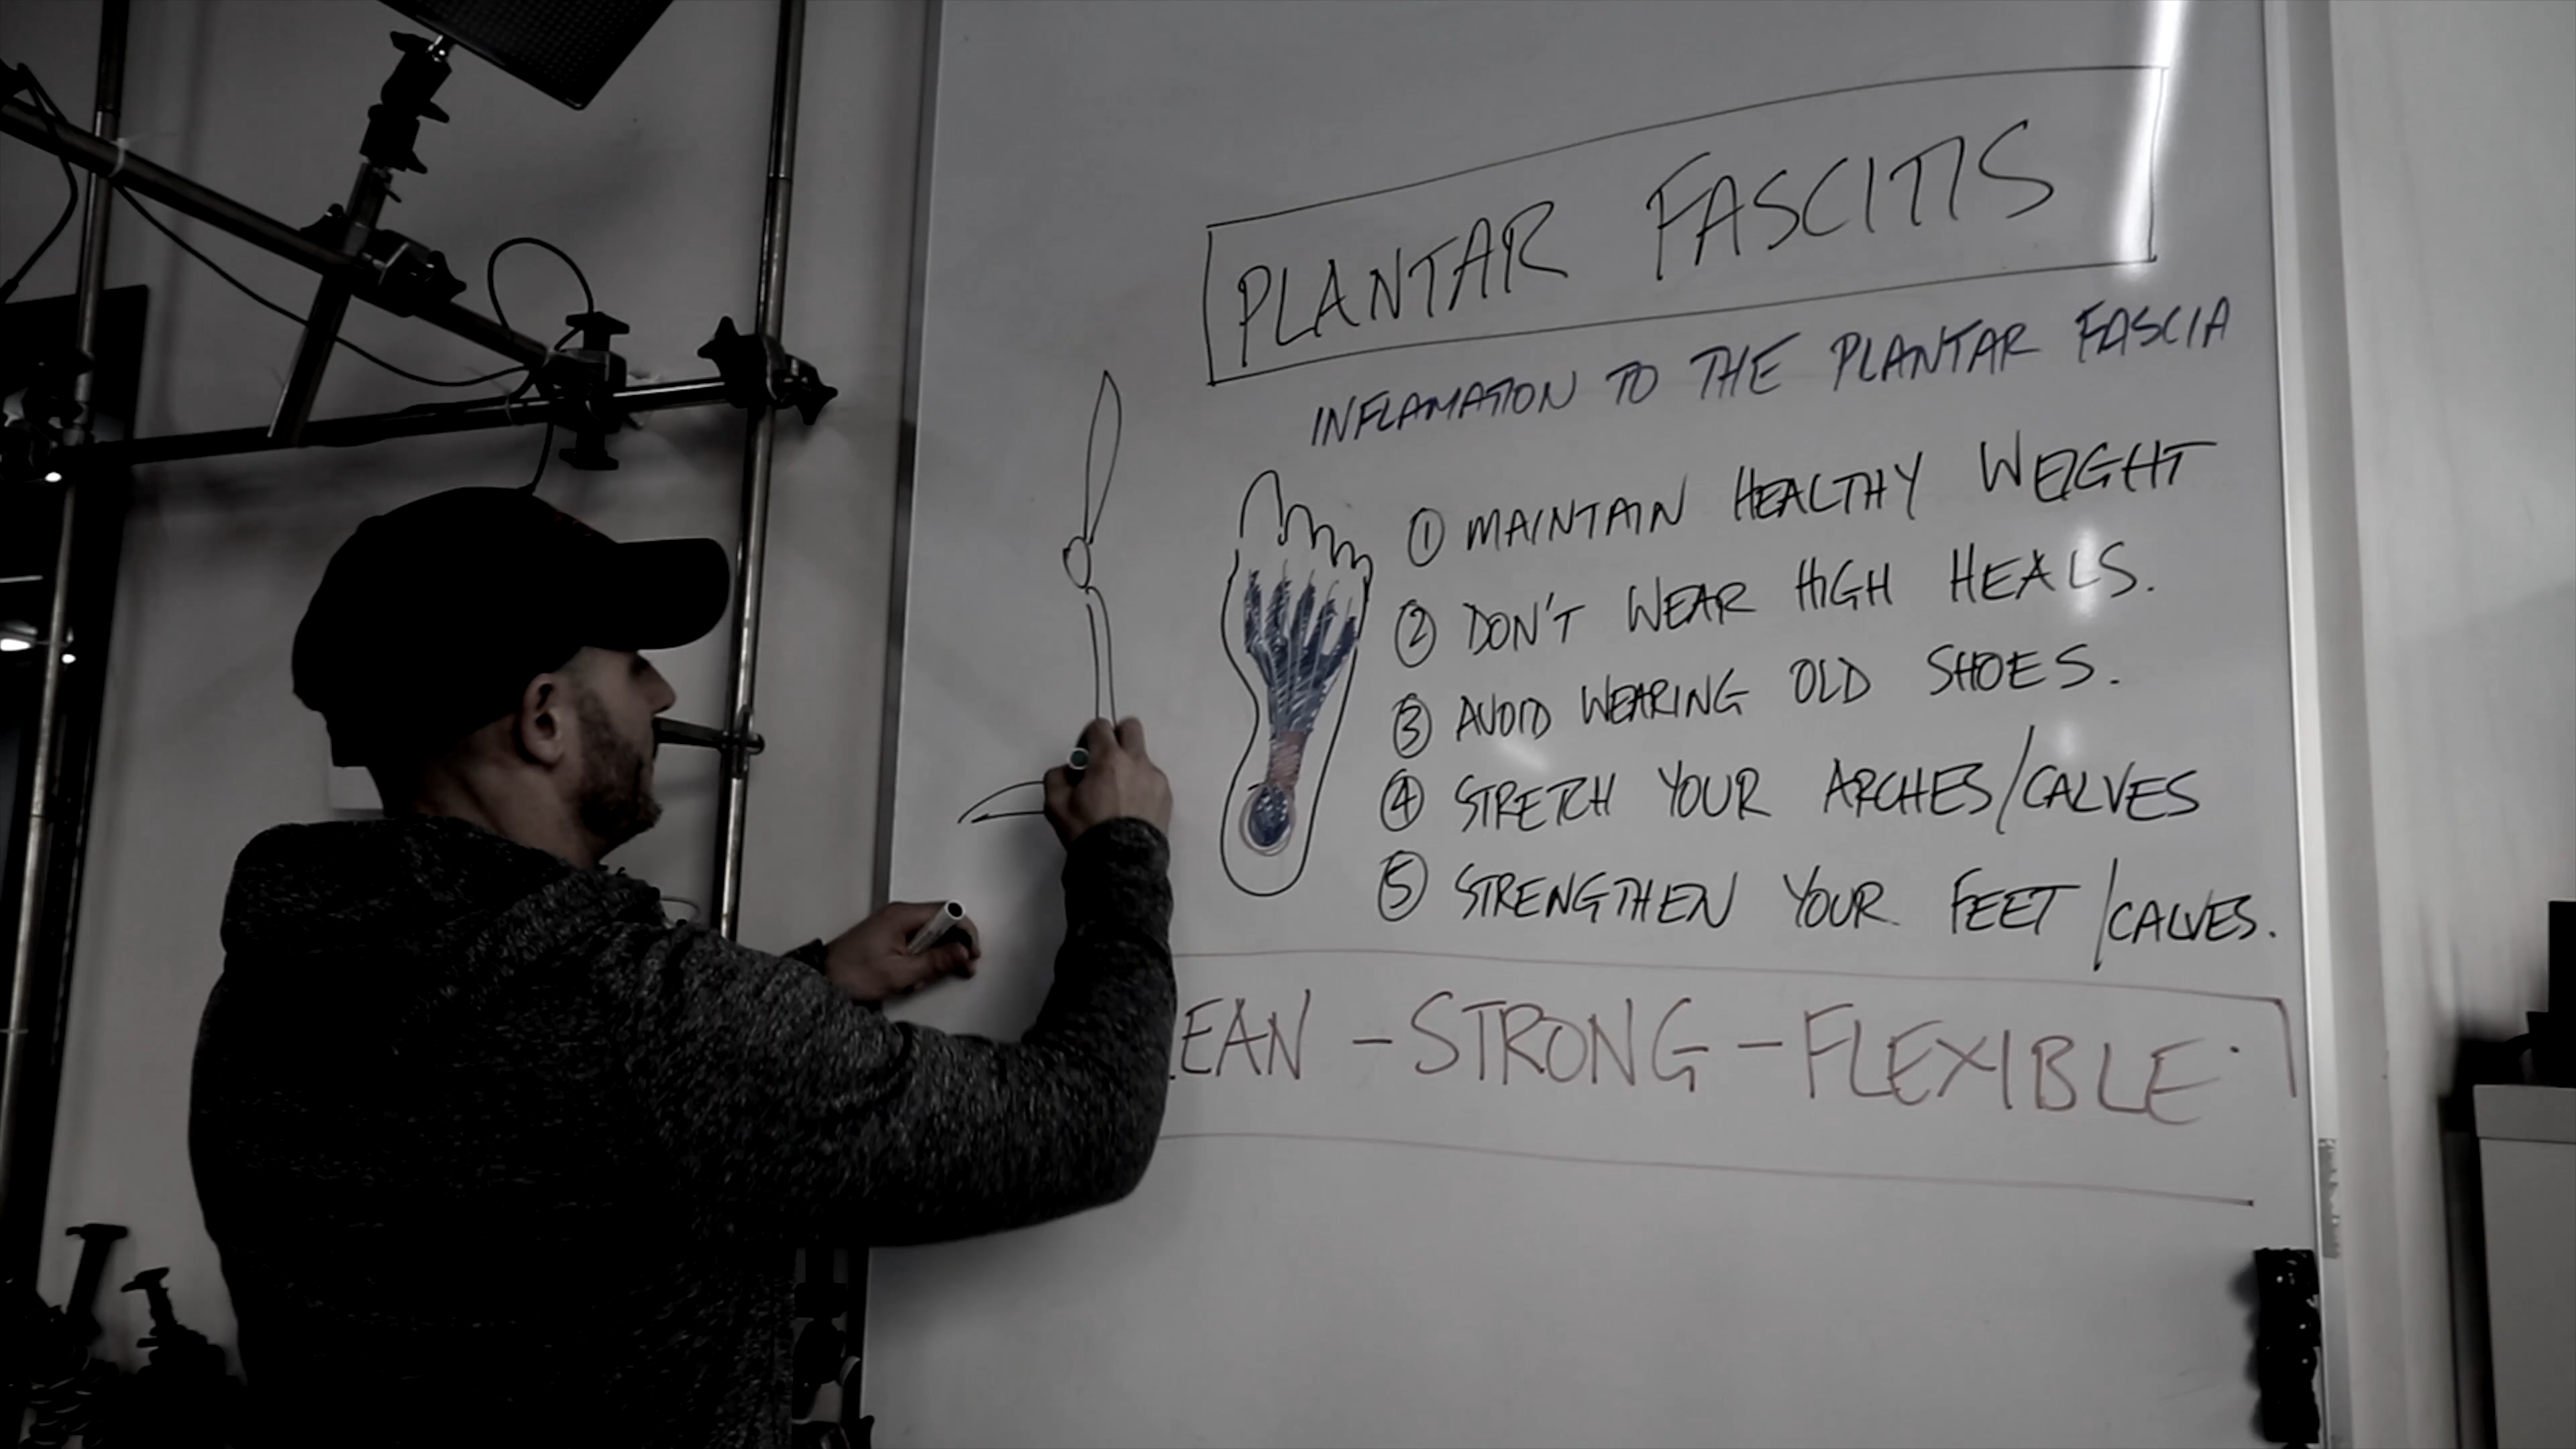 PLANTAR FASCITIS
INFLAMATION TO THE PLANTAR FASCIA
① MAINTAIN HEALTHY WEIGHT
② DON'T WEAR HIGH HEALS.
③ AVOID WEARING OLD SHOES.
④ STRETCH YOUR ARCHES/CALVES
⑤ STRENGTHEN YOUR FEET/CALVES.
LEAN - STRONG - FLEXIBLE.